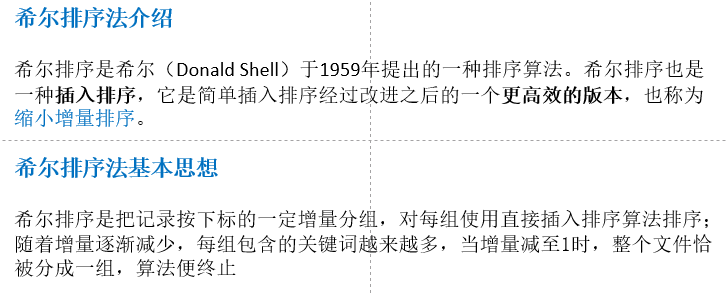 希尔排序法介绍
希尔排序是希尔（Donald Shell）于1959年提出的一种排序算法。希尔排序也是
一种插入排序，它是简单插入排序经过改进之后的一个更高效的版本，也称为
缩小增量排序。
希尔排序法基本思想
希尔排序是把记录按下标的一定增量分组，对每组使用直接插入排序算法排序；
随着增量逐渐减少，每组包含的关键词越来越多，当增量减至1时，整个文件恰
被分成一组，算法便终止